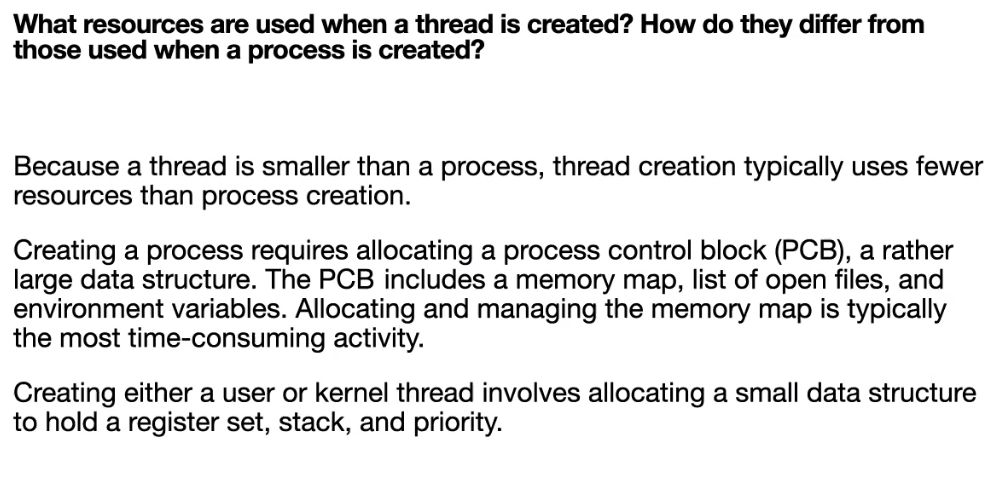 What resources are used when a thread is created? How do they differ from
those used when a process is created?
Because a thread is smaller than a process, thread creation typically uses fewer
resources than process creation.
Creating a process requires allocating a process control block (PCB), a rather
large data structure. The PCB includes a memory map, list of open files, and
environment variables. Allocating and managing the memory map is typically
the most time-consuming activity.
Creating either a user or kernel thread involves allocating a small data structure
to hold a register set, stack, and priority.